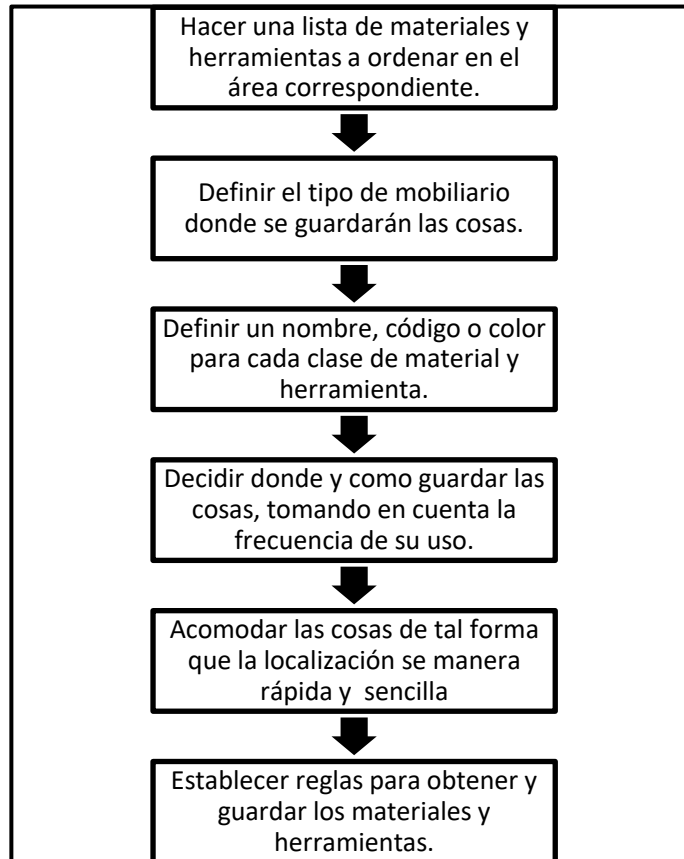 Hacer una lista de materiales y
herramientas a ordenar en el
área correspondiente.
Definir el tipo de mobiliario
donde se guardarán las cosas.
Definir un nombre, código o color
para cada clase de material y
herramienta.
Decidir donde y como guardar las
cosas, tomando en cuenta la
frecuencia de su uso.
Acomodar las cosas de tal forma
que la localización se manera
rápida y  sencilla
Establecer reglas para obtener y
guardar los materiales y
herramientas.